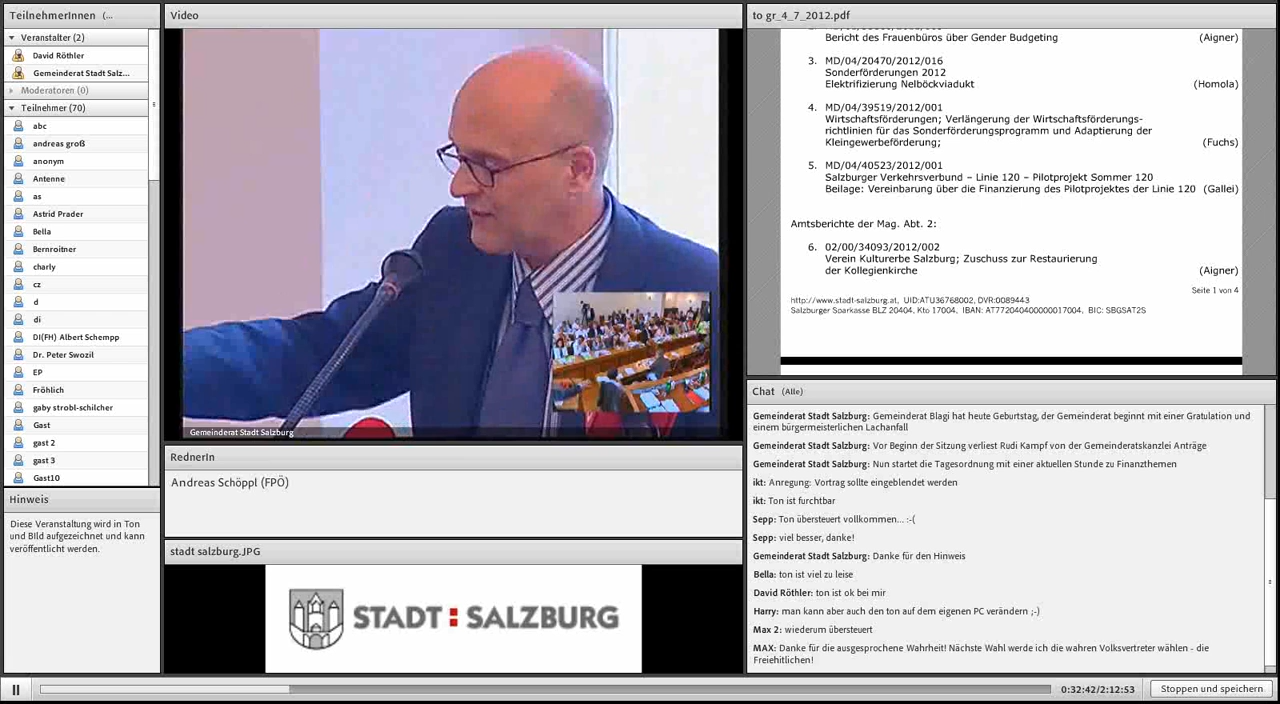 TeilnehmerInnen (...
Veranstalter (2)
David Röthler
Gemeinderat Stadt Salz...
Moderatoren (0)
Teilnehmer (70)
abc
andreas groß
anonym
Antenne
as
Astrid Prader
Bella
Bernroitner
charly
cz
d
di
DI(FH) Albert Schempp
Dr. Peter Swozil
EP
Fröhlich
gaby strobl-schilcher
Gast
gast 2
gast 3
Gast10
Hinweis
Diese Veranstaltung wird in Ton
und BIld aufgezeichnet und kann
veröffentlicht werden.
Video
Gemeinderat Stadt Salzburg
RednerIn
Andreas Schöppl (FPÖ)
stadt salzburg.JPG
STADT : SALZBURG
to gr_4_7_2012.pdf
Bericht des Frauenbüros über Gender Budgeting (Aigner)
3. MD/04/20470/2012/016
Sonderförderungen 2012
Elektrifizierung Nelböckviadukt (Homola)
4. MD/04/39519/2012/001
Wirtschaftsförderungen; Verlängerung der Wirtschaftsförderungs-
richtlinien für das Sonderförderungsprogramm und Adaptierung der
Kleingewerbeförderung; (Fuchs)
5. MD/04/40523/2012/001
Salzburger Verkehrsverbund – Linie 120 – Pilotprojekt Sommer 120
Beilage: Vereinbarung über die Finanzierung des Pilotprojektes der Linie 120 (Gallei)
Amtsberichte der Mag. Abt. 2:
6. 02/00/34093/2012/002
Verein Kulturerbe Salzburg; Zuschuss zur Restaurierung
der Kollegienkirche (Aigner)
Seite 1 von 4
http://www.stadt-salzburg.at, UID:ATU36768002, DVR:0089443
Salzburger Sparkasse BLZ 20404, Kto 17004, IBAN: AT772040400000017004, BIC: SBGSAT2S
Chat (Alle)
Gemeinderat Stadt Salzburg: Gemeinderat Blagi hat heute Geburtstag, der Gemeinderat beginnt mit einer Gratulation und
einem bürgermeisterlichen Lachanfall
Gemeinderat Stadt Salzburg: Vor Beginn der Sitzung verliest Rudi Kampf von der Gemeinderatskanzlei Anträge
Gemeinderat Stadt Salzburg: Nun startet die Tagesordnung mit einer aktuellen Stunde zu Finanzthemen
ikt: Anregung: Vortrag sollte eingeblendet werden
ikt: Ton ist furchtbar
Sepp: Ton übersteuert vollkommen... :-(
Sepp: viel besser, danke!
Gemeinderat Stadt Salzburg: Danke für den Hinweis
Bella: ton ist viel zu leise
David Röthler: ton ist ok bei mir
Harry: man kann aber auch den ton auf dem eigenen PC verändern ;-)
Max 2: wiederum übersteuert
MAX: Danke für die ausgesprochene Wahrheit! Nächste Wahl werde ich die wahren Volksvertreter wählen - die
Freiehitlichen!
0:32:42/2:12:53
Stoppen und speichern